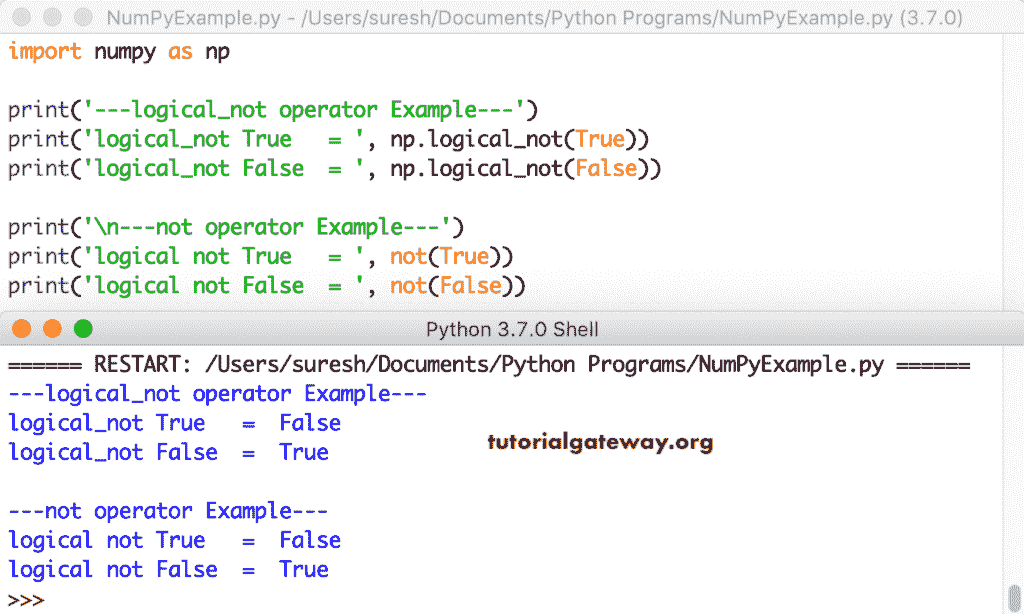 NumPyExample.py - /Users/suresh/Documents/Python Programs/NumPyExample.py (3.7.0)
import numpy as np
print('---logical_not operator Example---')
print('logical_not True   = ', np.logical_not(True))
print('logical_not False  = ', np.logical_not(False))
print('\n---not operator Example---')
print('logical not True   = ', not(True))
print('logical not False  = ', not(False))
Python 3.7.0 Shell
====== RESTART: /Users/suresh/Documents/Python Programs/NumPyExample.py ======
---logical_not operator Example---
logical_not True   =  False
logical_not False  =  True
tutorialgateway.org
---not operator Example---
logical not True   =  False
logical not False  =  True
>>>